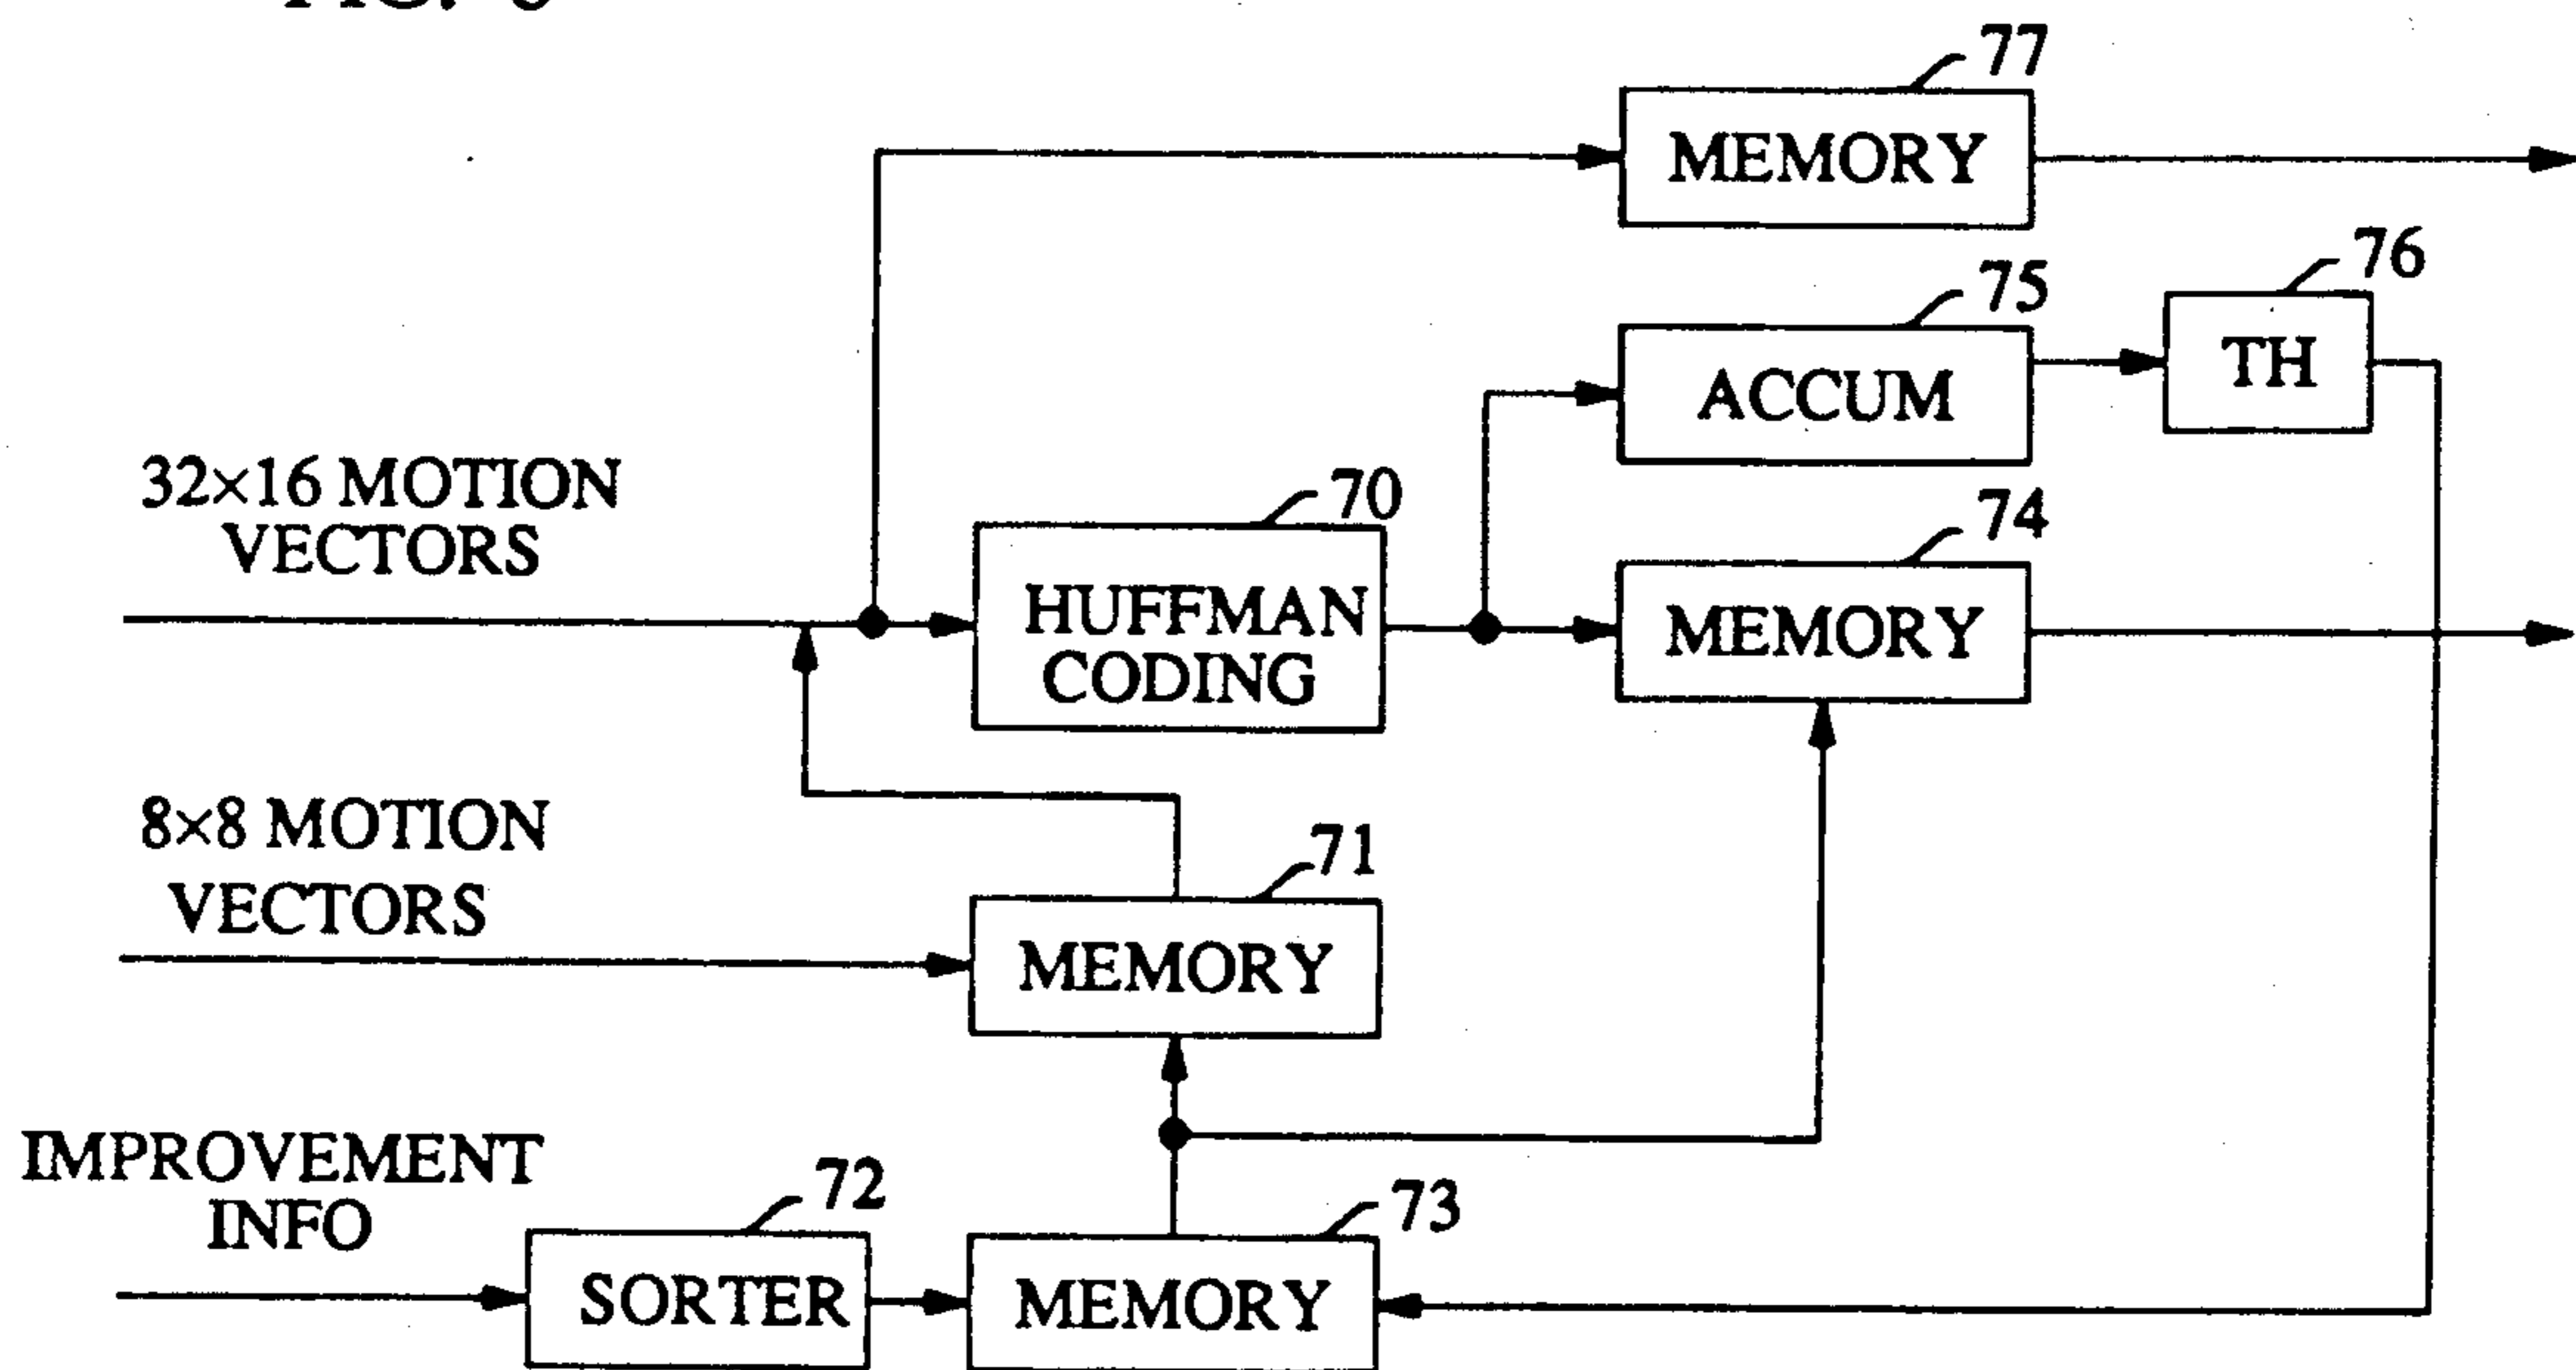 77
MEMORY
76
75
TH
ACCUM
32×16 MOTION
VECTORS
70
74
HUFFMAN
CODING
MEMORY
8×8 MOTION
VECTORS
71
MEMORY
IMPROVEMENT
INFO
72
73
SORTER
MEMORY